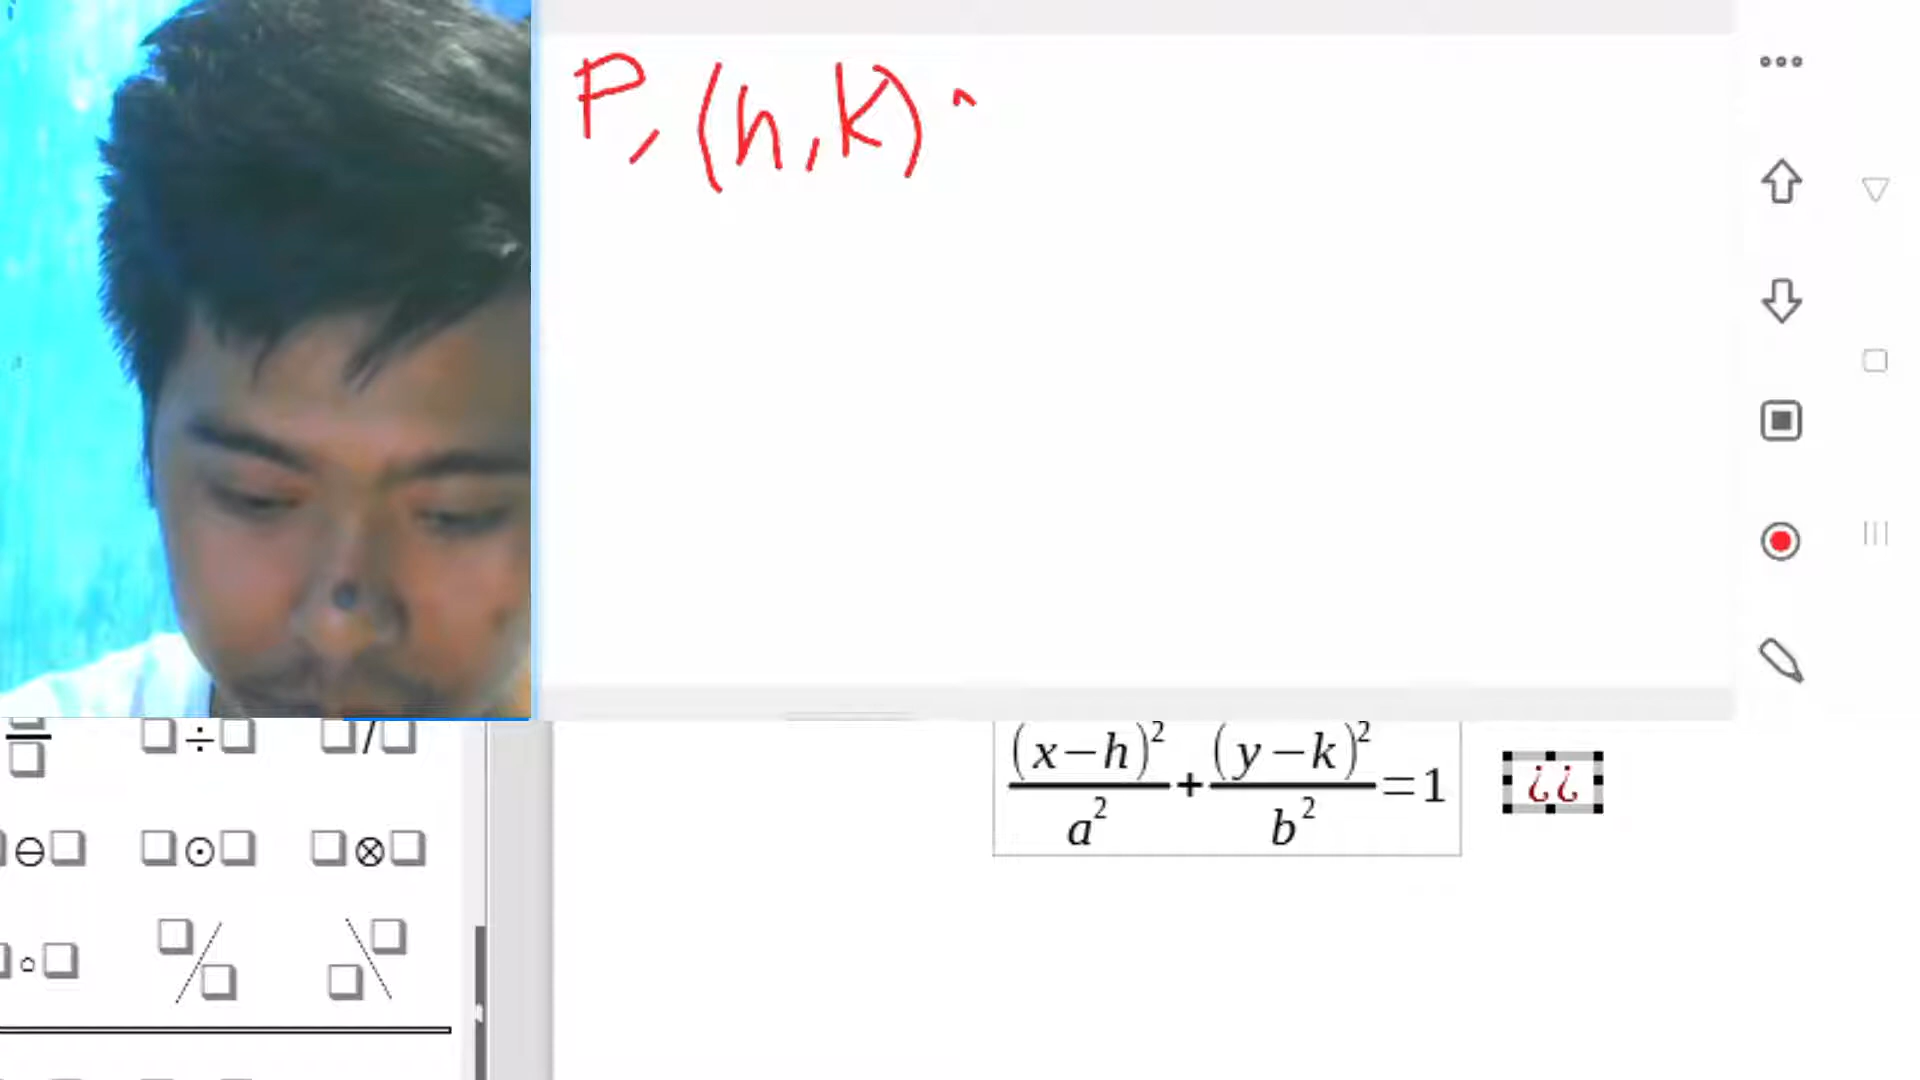 P, (h,k)
(x−h)²/a² + (y−k)²/b² =1 ¿¿
□÷□ □/□
⊖□ □⊙□ □⊗□